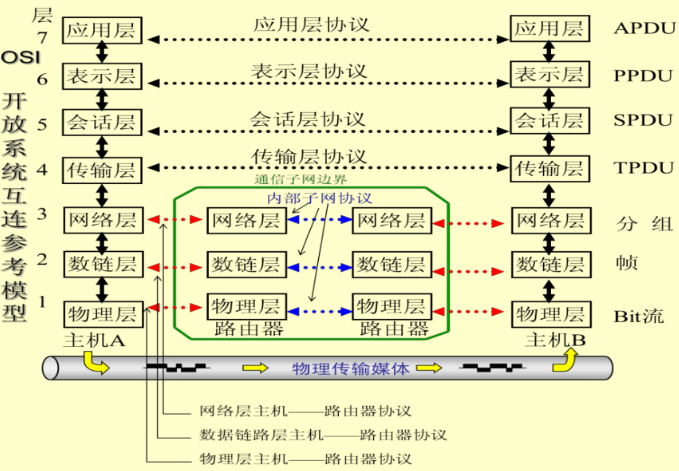 层
OSI
开放系统互连参考模型
7 应用层 应用层协议 应用层 APDU
6 表示层 表示层协议 表示层 PPDU
5 会话层 会话层协议 会话层 SPDU
4 传输层 传输层协议 传输层 TPDU
通信子网边界
内部子网协议
3 网络层 网络层 网络层 网络层 分 组
2 数链层 数链层 数链层 数链层 帧
1 物理层 物理层 物理层 物理层 Bit流
主机A 路由器 路由器 主机B
物理传输媒体
网络层主机——路由器协议
数据链路层主机——路由器协议
物理层主机——路由器协议